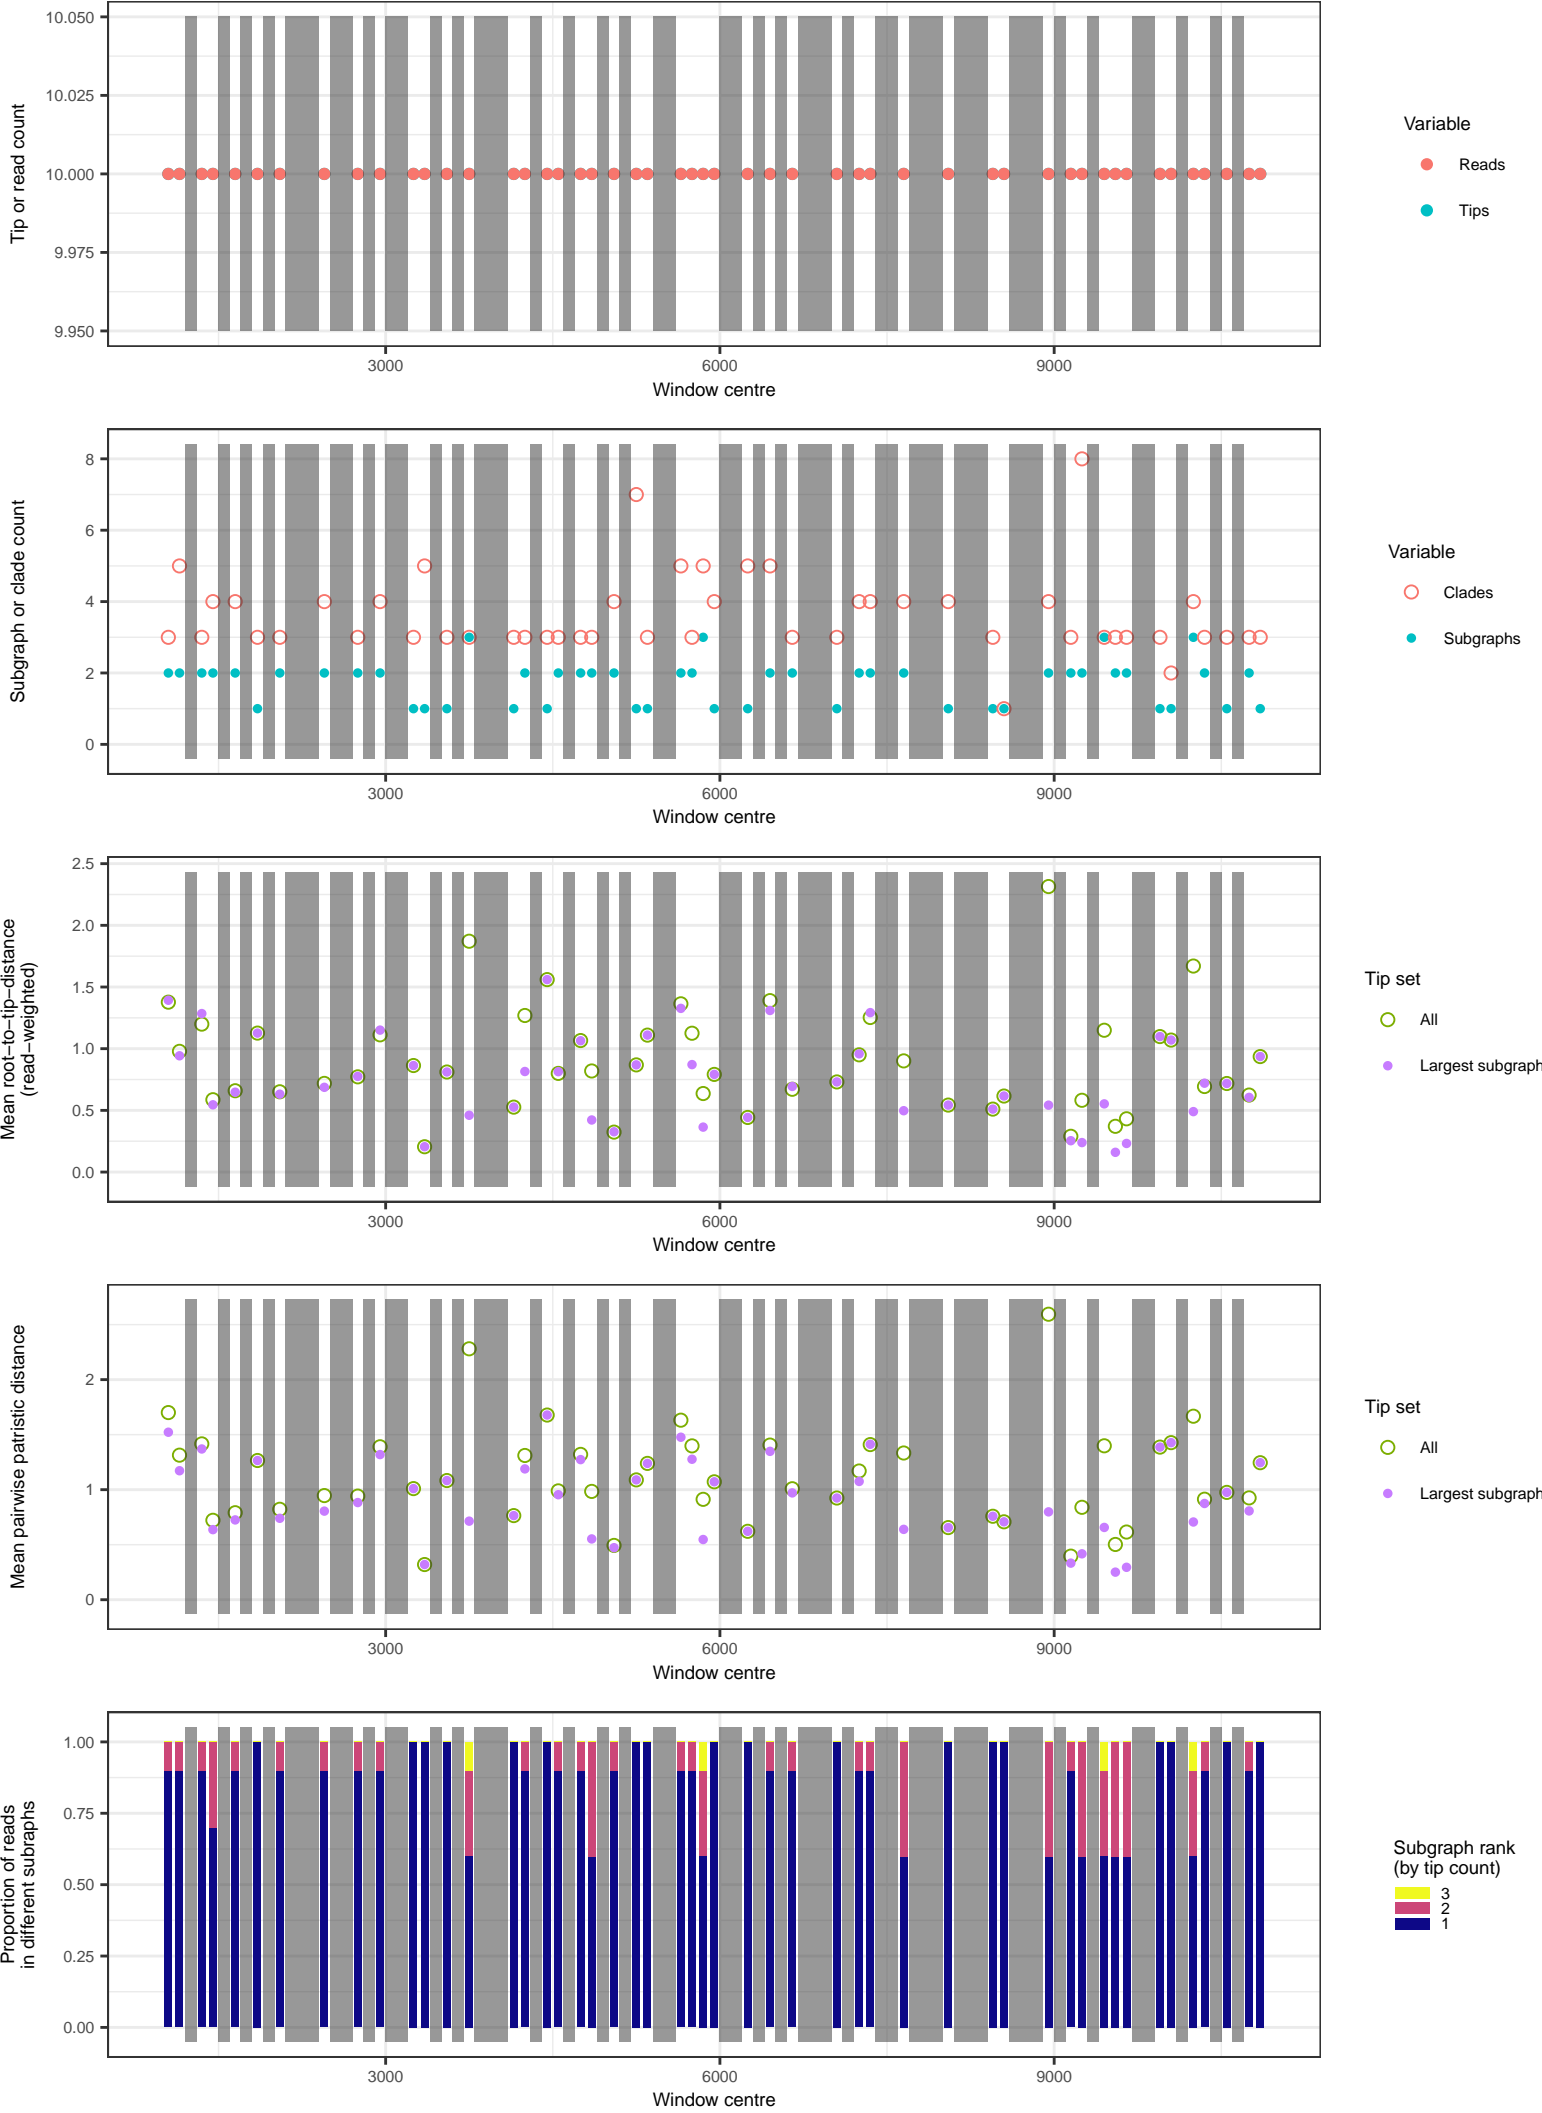 10.050
10.025
10.000
9.975
9.950
Tip or read count
3000
6000
9000
Window centre
Variable
Reads
Tips
8
6
4
2
0
Subgraph or clade count
3000
6000
9000
Window centre
Variable
Clades
Subgraphs
2.5
2.0
1.5
1.0
0.5
0.0
Mean root−to−tip−distance
(read−weighted)
3000
6000
9000
Window centre
Tip set
All
Largest subgraph
2
1
0
Mean pairwise patristic distance
3000
6000
9000
Window centre
Tip set
All
Largest subgraph
1.00
0.75
0.50
0.25
0.00
Proportion of reads
in different subraphs
3000
6000
9000
Window centre
Subgraph rank
(by tip count)
3
2
1